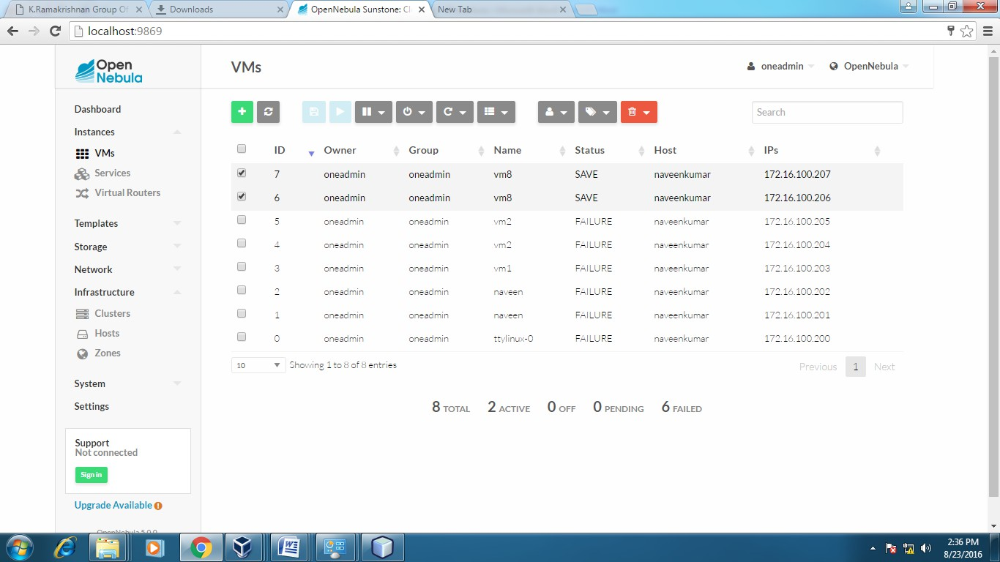 K.Ramakrishnan Group Of
Downloads
OpenNebula Sunstone: Cl
New Tab
localhost:9869
Open
Nebula
VMs
oneadmin
OpenNebula
Search
Dashboard
Instances
VMs
Services
Virtual Routers
Templates
Storage
Network
Infrastructure
Clusters
Hosts
Zones
System
Settings
Support
Not connected
Sign in
Upgrade Available
OpenNebula 5.0.0
ID Owner Group Name Status Host IPs
7 oneadmin oneadmin vm8 SAVE naveenkumar 172.16.100.207
6 oneadmin oneadmin vm8 SAVE naveenkumar 172.16.100.206
5 oneadmin oneadmin vm2 FAILURE naveenkumar 172.16.100.205
4 oneadmin oneadmin vm2 FAILURE naveenkumar 172.16.100.204
3 oneadmin oneadmin vm1 FAILURE naveenkumar 172.16.100.203
2 oneadmin oneadmin naveen FAILURE naveenkumar 172.16.100.202
1 oneadmin oneadmin naveen FAILURE naveenkumar 172.16.100.201
0 oneadmin oneadmin ttylinux-0 FAILURE naveenkumar 172.16.100.200
10 Showing 1 to 8 of 8 entries
Previous 1 Next
8 TOTAL 2 ACTIVE 0 OFF 0 PENDING 6 FAILED
2:36 PM
8/23/2016